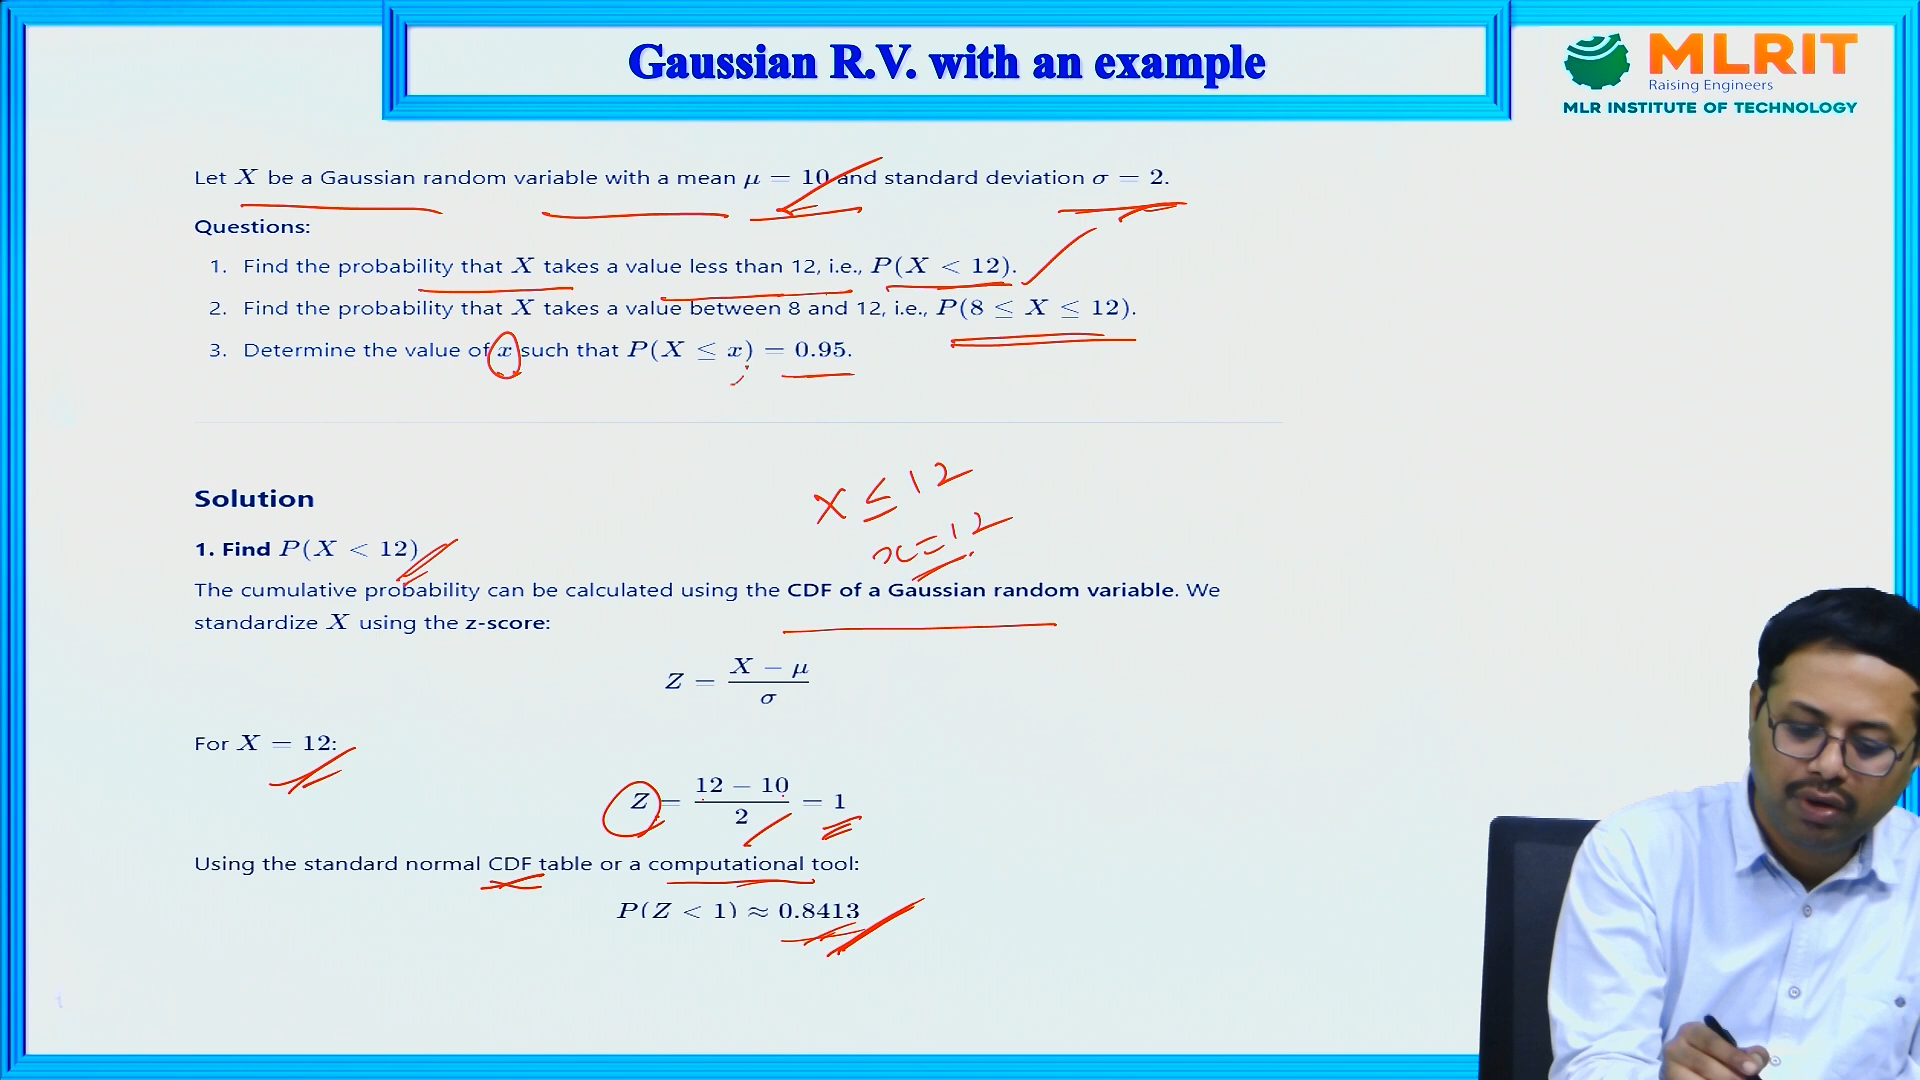 Gaussian R.V. with an example
MLRIT
Raising Engineers
MLR INSTITUTE OF TECHNOLOGY
Let X be a Gaussian random variable with a mean μ = 10 and standard deviation σ = 2.
Questions:
1. Find the probability that X takes a value less than 12, i.e., P(X < 12).
2. Find the probability that X takes a value between 8 and 12, i.e., P(8 ≤ X ≤ 12).
3. Determine the value of x such that P(X ≤ x) = 0.95.
Solution
X ≤ 12
x = 12
1. Find P(X < 12)
The cumulative probability can be calculated using the CDF of a Gaussian random variable. We
standardize X using the z-score:
Z = (X − μ) / σ
For X = 12:
Z = (12 − 10) / 2 = 1
Using the standard normal CDF table or a computational tool:
P(Z < 1) ≈ 0.8413